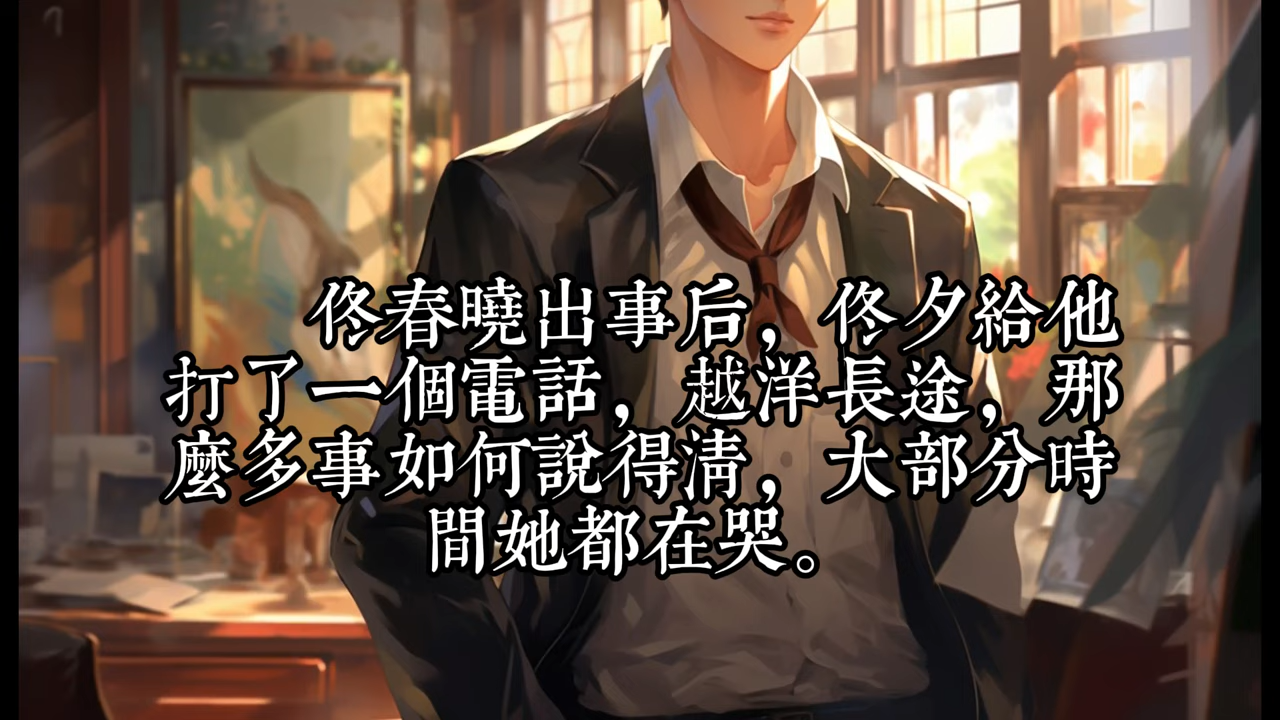 佟春曉出事后，佟夕給他
打了一個電話，越洋長途，那
麼多事如何說得清，大部分時
間她都在哭。